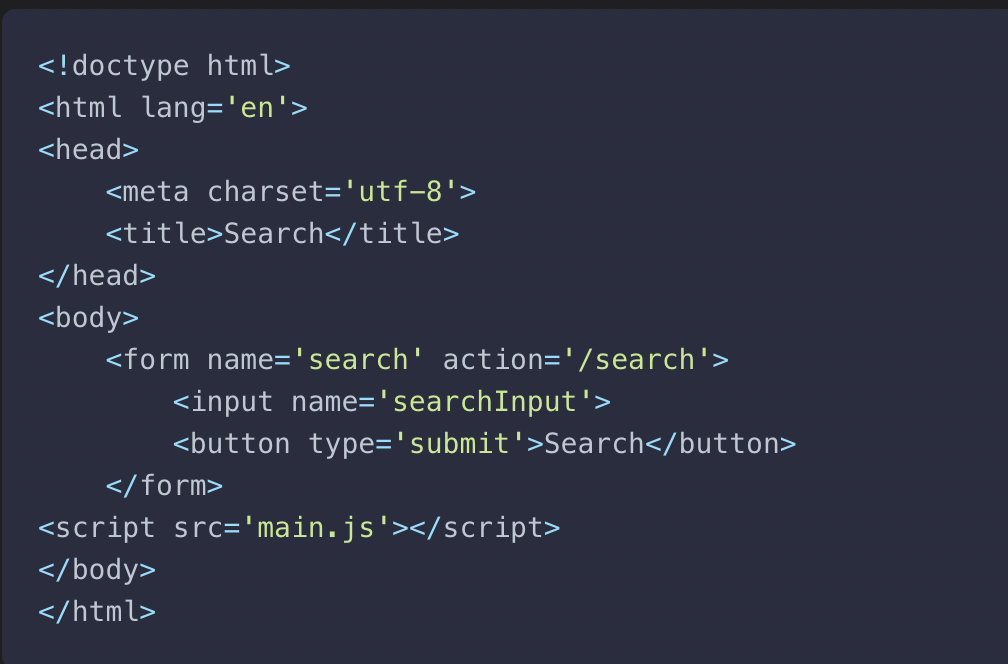 <!doctype html>
<html lang='en'>
<head>
    <meta charset='utf-8'>
    <title>Search</title>
</head>
<body>
    <form name='search' action='/search'>
        <input name='searchInput'>
        <button type='submit'>Search</button>
    </form>
<script src='main.js'></script>
</body>
</html>